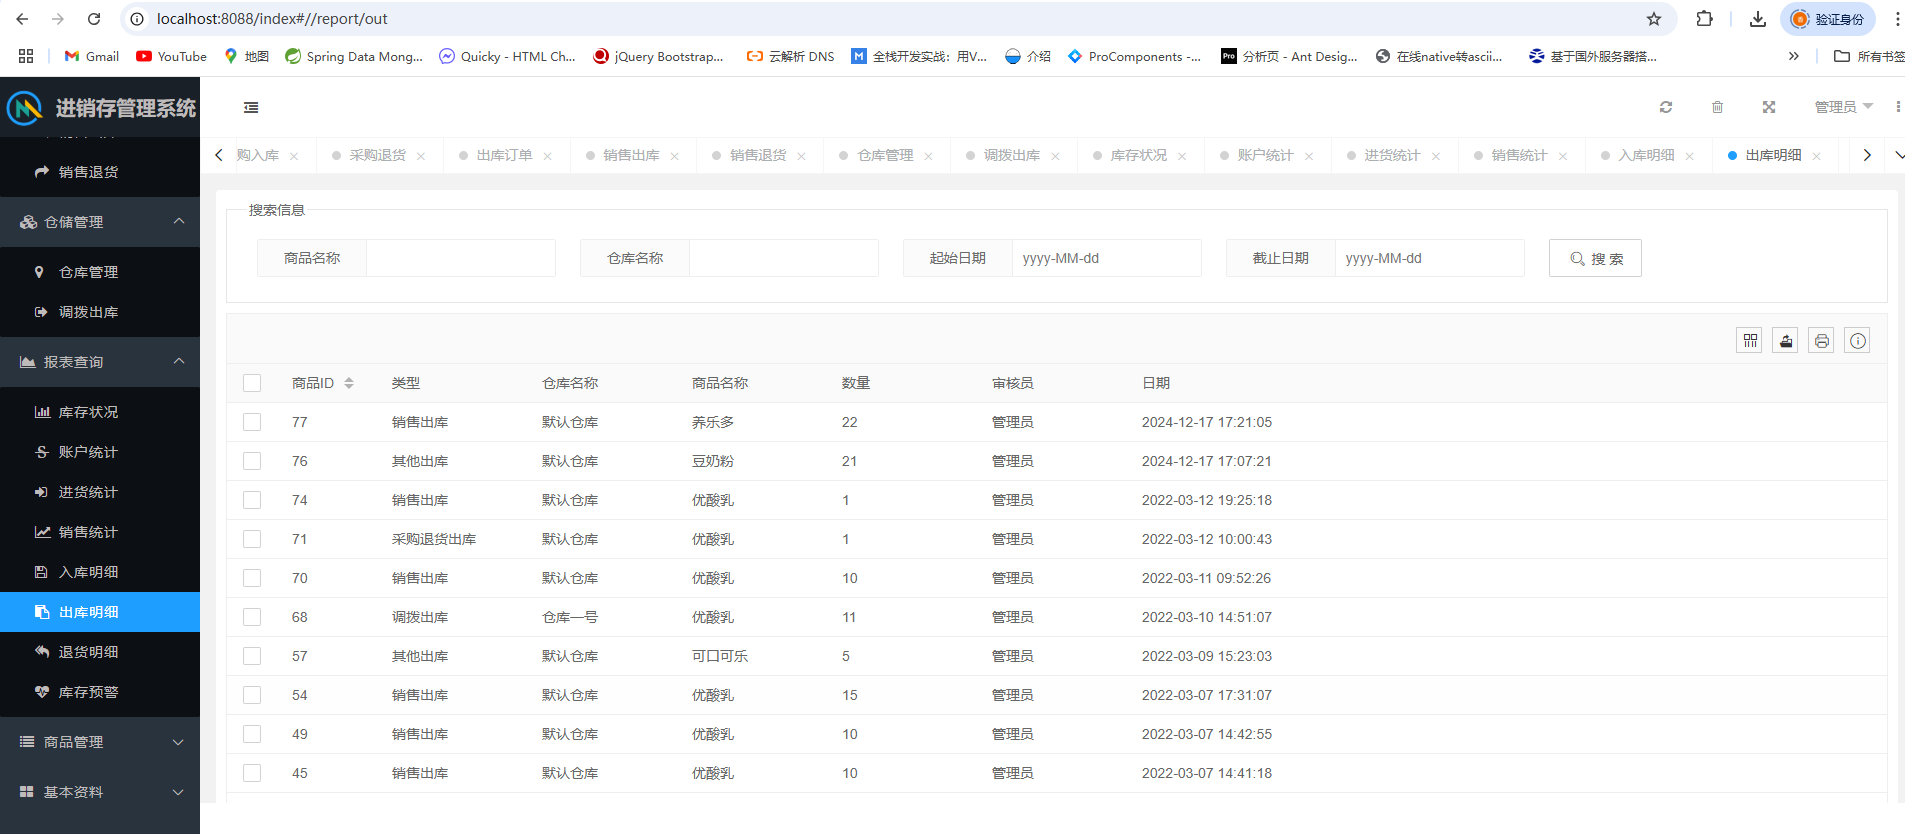 localhost:8088/index#//report/out
验证身份
Gmail
YouTube
地图
Spring Data Mong...
Quicky - HTML Ch...
jQuery Bootstrap...
云解析 DNS
全栈开发实战：用V...
介绍
ProComponents -...
Pro
分析页 - Ant Desig...
在线native转ascii...
基于国外服务器搭...
所有书签
进销存管理系统
管理员
购入库
采购退货
出库订单
销售出库
销售退货
仓库管理
调拨出库
库存状况
账户统计
进货统计
销售统计
入库明细
出库明细
销售退货
仓储管理
仓库管理
调拨出库
报表查询
库存状况
账户统计
进货统计
销售统计
入库明细
出库明细
退货明细
库存预警
商品管理
基本资料
搜索信息
商品名称
仓库名称
起始日期 yyyy-MM-dd
截止日期 yyyy-MM-dd
搜 索
商品ID 类型 仓库名称 商品名称 数量 审核员 日期
77 销售出库 默认仓库 养乐多 22 管理员 2024-12-17 17:21:05
76 其他出库 默认仓库 豆奶粉 21 管理员 2024-12-17 17:07:21
74 销售出库 默认仓库 优酸乳 1 管理员 2022-03-12 19:25:18
71 采购退货出库 默认仓库 优酸乳 1 管理员 2022-03-12 10:00:43
70 销售出库 默认仓库 优酸乳 10 管理员 2022-03-11 09:52:26
68 调拨出库 仓库一号 优酸乳 11 管理员 2022-03-10 14:51:07
57 其他出库 默认仓库 可口可乐 5 管理员 2022-03-09 15:23:03
54 销售出库 默认仓库 优酸乳 15 管理员 2022-03-07 17:31:07
49 销售出库 默认仓库 优酸乳 10 管理员 2022-03-07 14:42:55
45 销售出库 默认仓库 优酸乳 10 管理员 2022-03-07 14:41:18